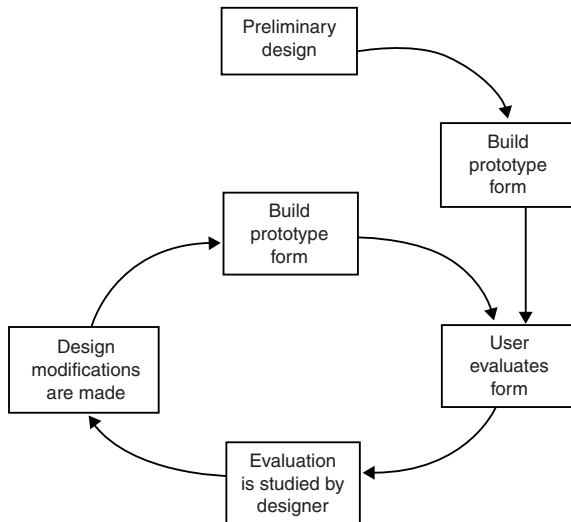 Preliminary
design
Build
prototype
form
Build
prototype
form
User
evaluates
form
Design
modifications
are made
Evaluation
is studied by
designer